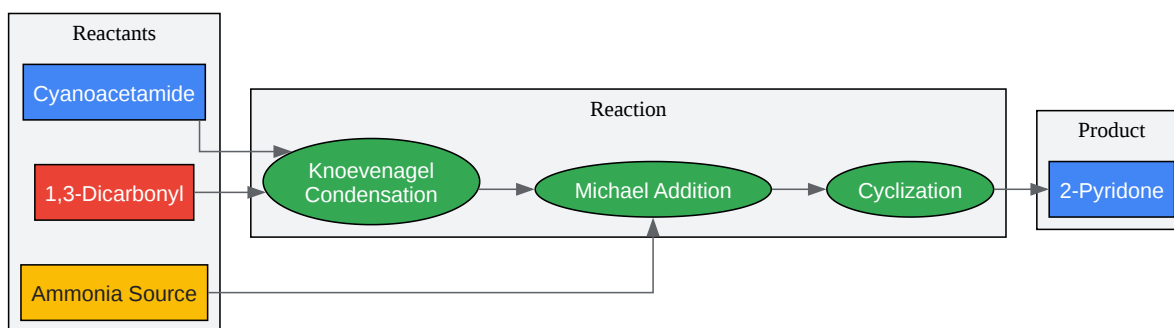 Reactants
Cyanoacetamide
1,3-Dicarbonyl
Ammonia Source
Reaction
Knoevenagel
Condensation
Michael Addition
Cyclization
Product
2-Pyridone